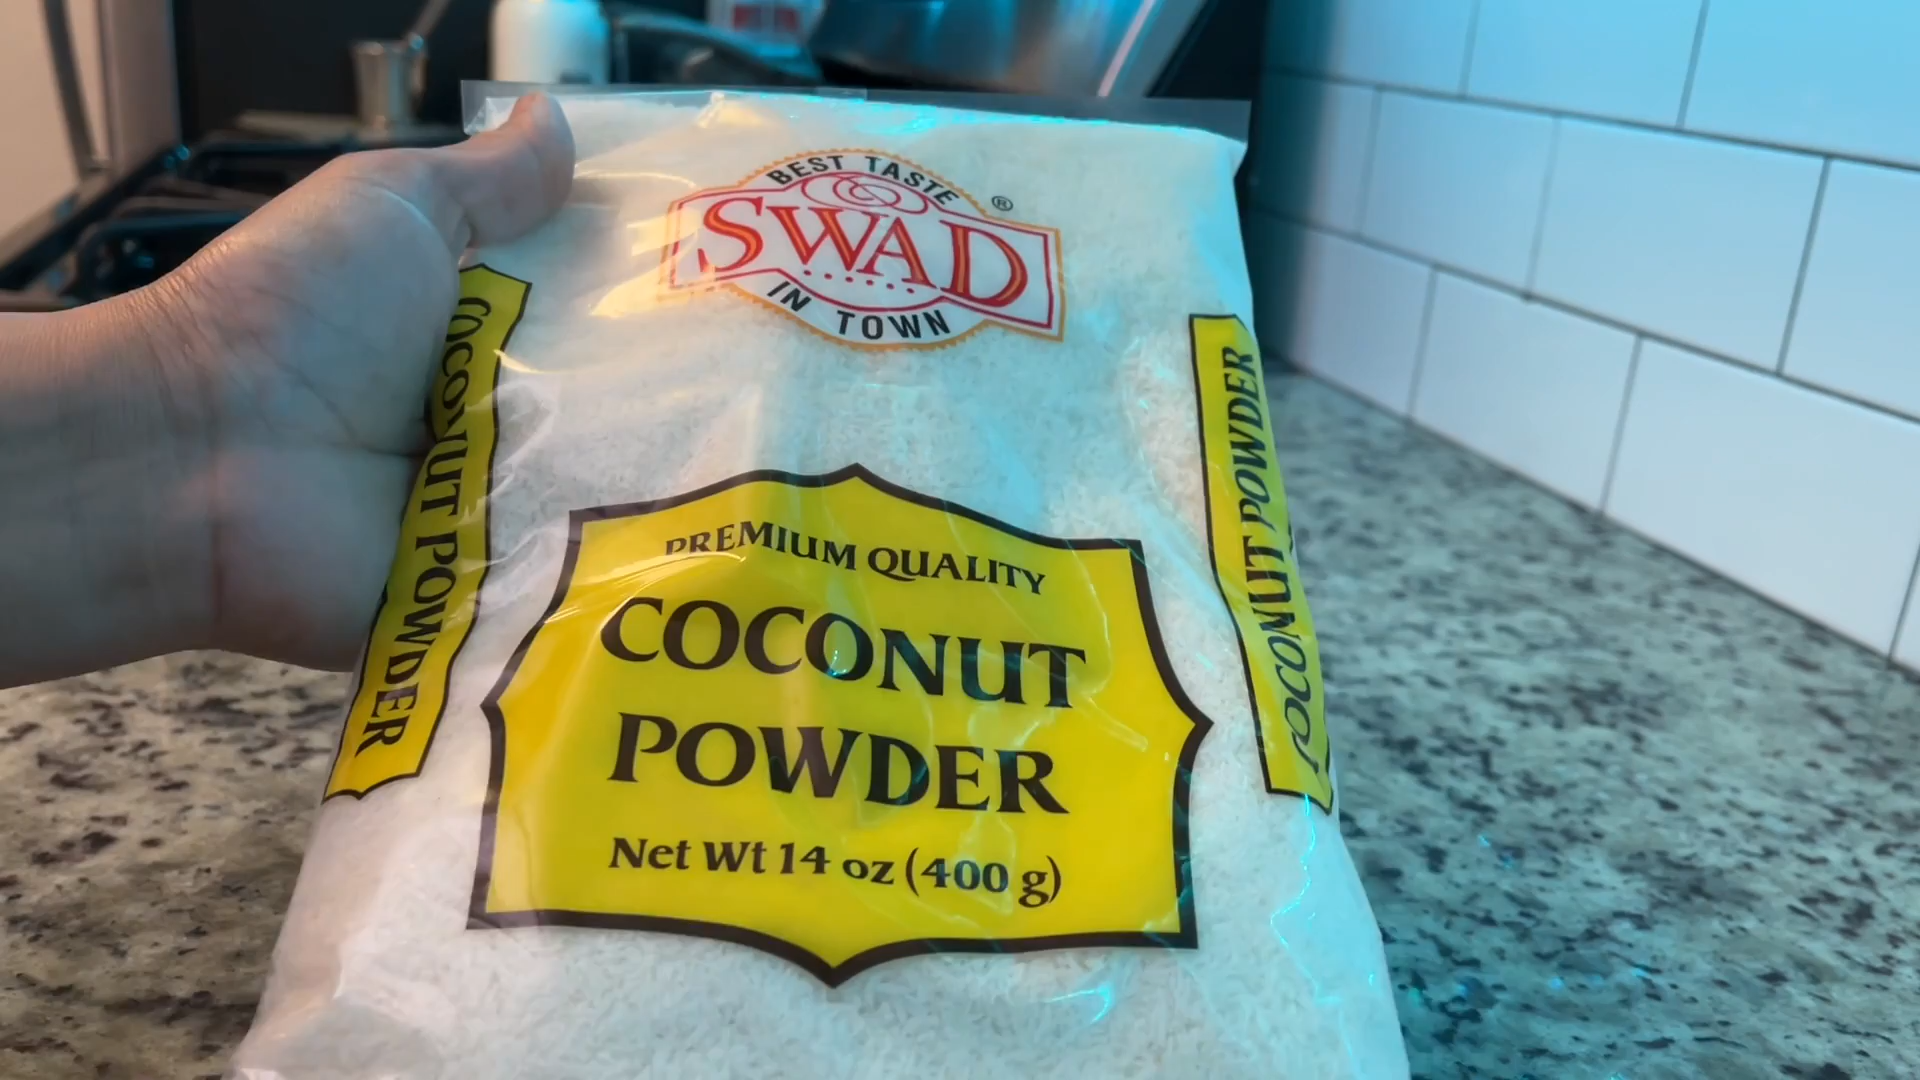 BEST TASTE
SWAD
®
IN TOWN
COCONUT POWDER
COCONUT POWDER
PREMIUM QUALITY
COCONUT
POWDER
Net Wt 14 oz (400 g)